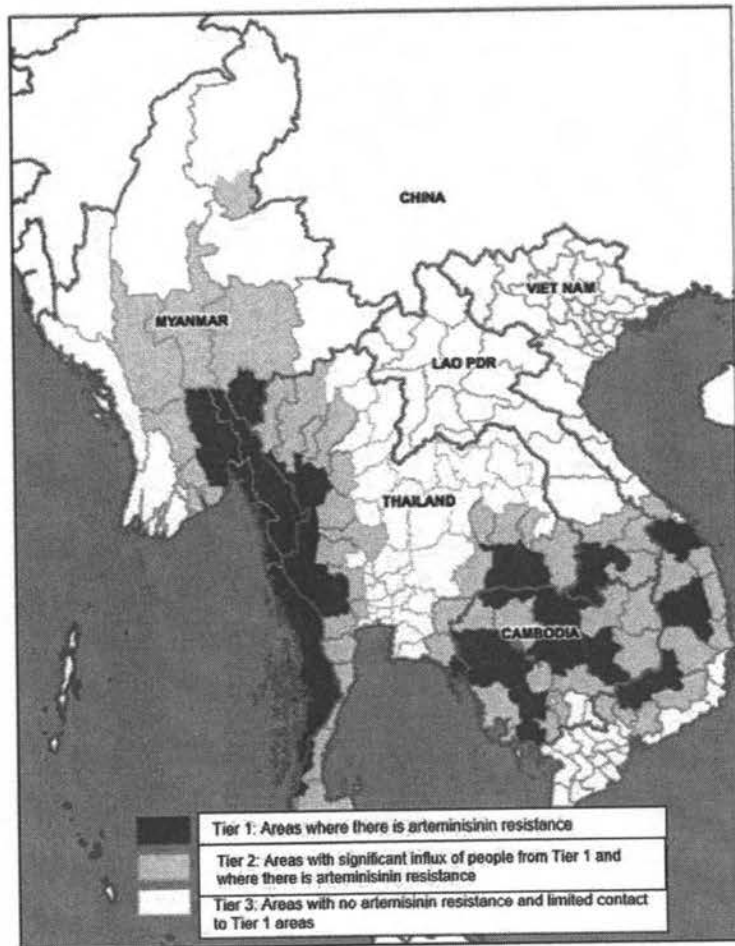 CHINA
VIET NAM
MYANMAR
LAO PDR
THAILAND
CAMBODIA
Tier 1: Areas where there is arteminisinin resistance
Tier 2: Areas with significant influx of people from Tier 1 and
where there is arteminisinin resistance
Tier 3: Areas with no artemisinin resistance and limited contact
to Tier 1 areas